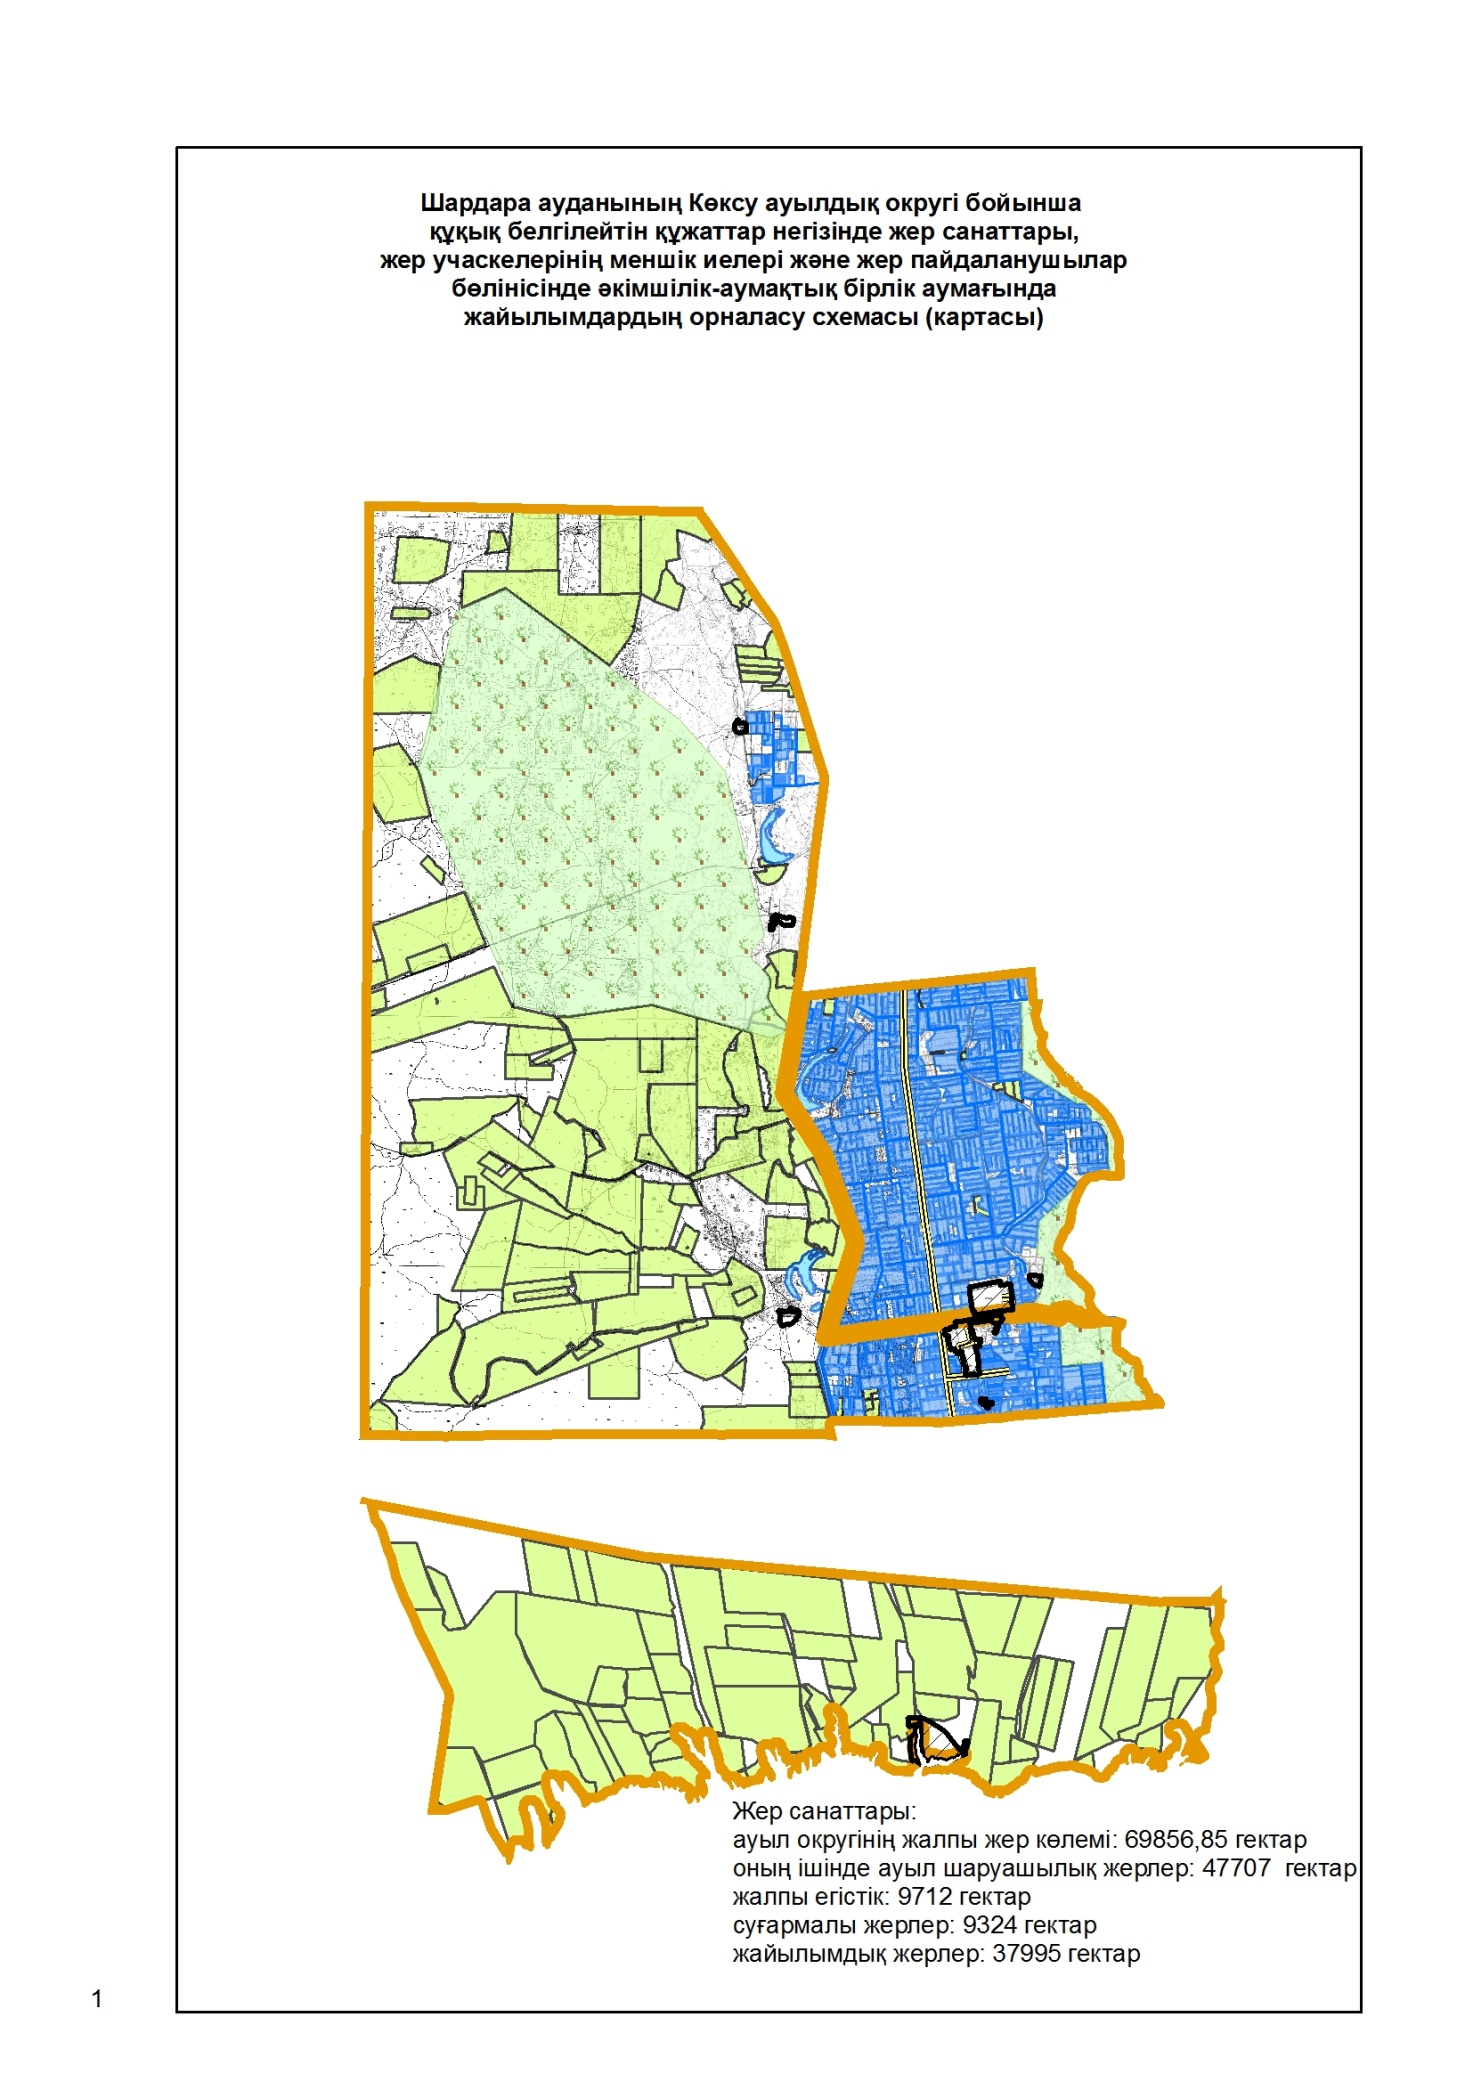 Шардара ауданының Көксу ауылдық округі бойынша
құқық белгілейтін құжаттар негізінде жер санаттары,
жер учаскелерінің меншік иелері және жер пайдаланушылар
бөлінісінде әкімшілік-аумақтық бірлік аумағында
жайылымдардың орналасу схемасы (картасы)
Жер санаттары:
ауыл округінің жалпы жер көлемі: 69856,85 гектар
оның ішінде ауыл шаруашылық жерлер: 47707 гектар
жалпы егістік: 9712 гектар
суғармалы жерлер: 9324 гектар
жайылымдық жерлер: 37995 гектар
1